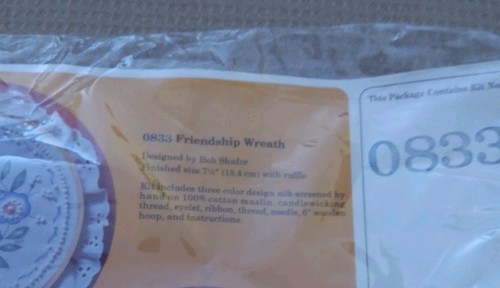 0833 Friendship Wreath
Designed by Bob Shafer
Finished size 7¼" (18.4 cm) with ruffle
Kit includes three color design silk-screened by
hand on 100% cotton muslin, candlewicking
thread, eyelet, ribbon, thread, needle, 6" wooden
hoop, and instructions.
This Package Contains Kit No
0833